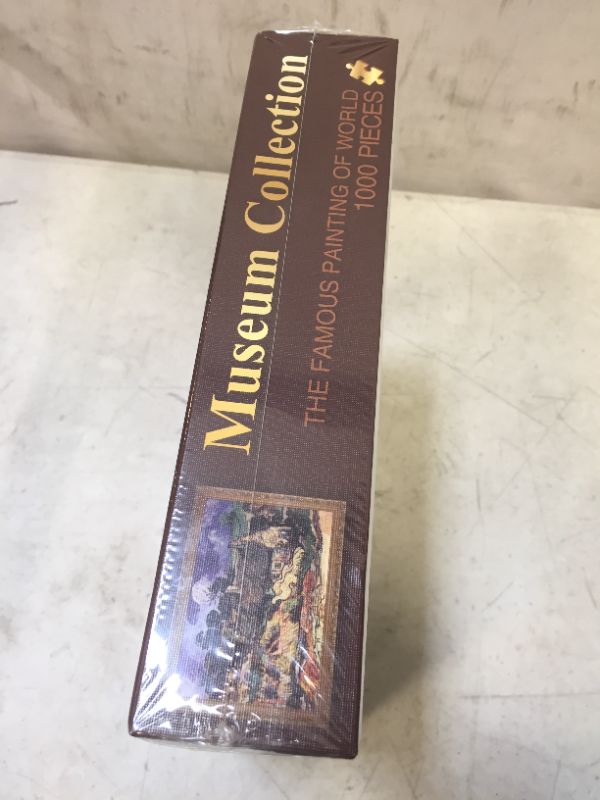 Museum Collection
THE FAMOUS PAINTING OF WORLD
1000 PIECES